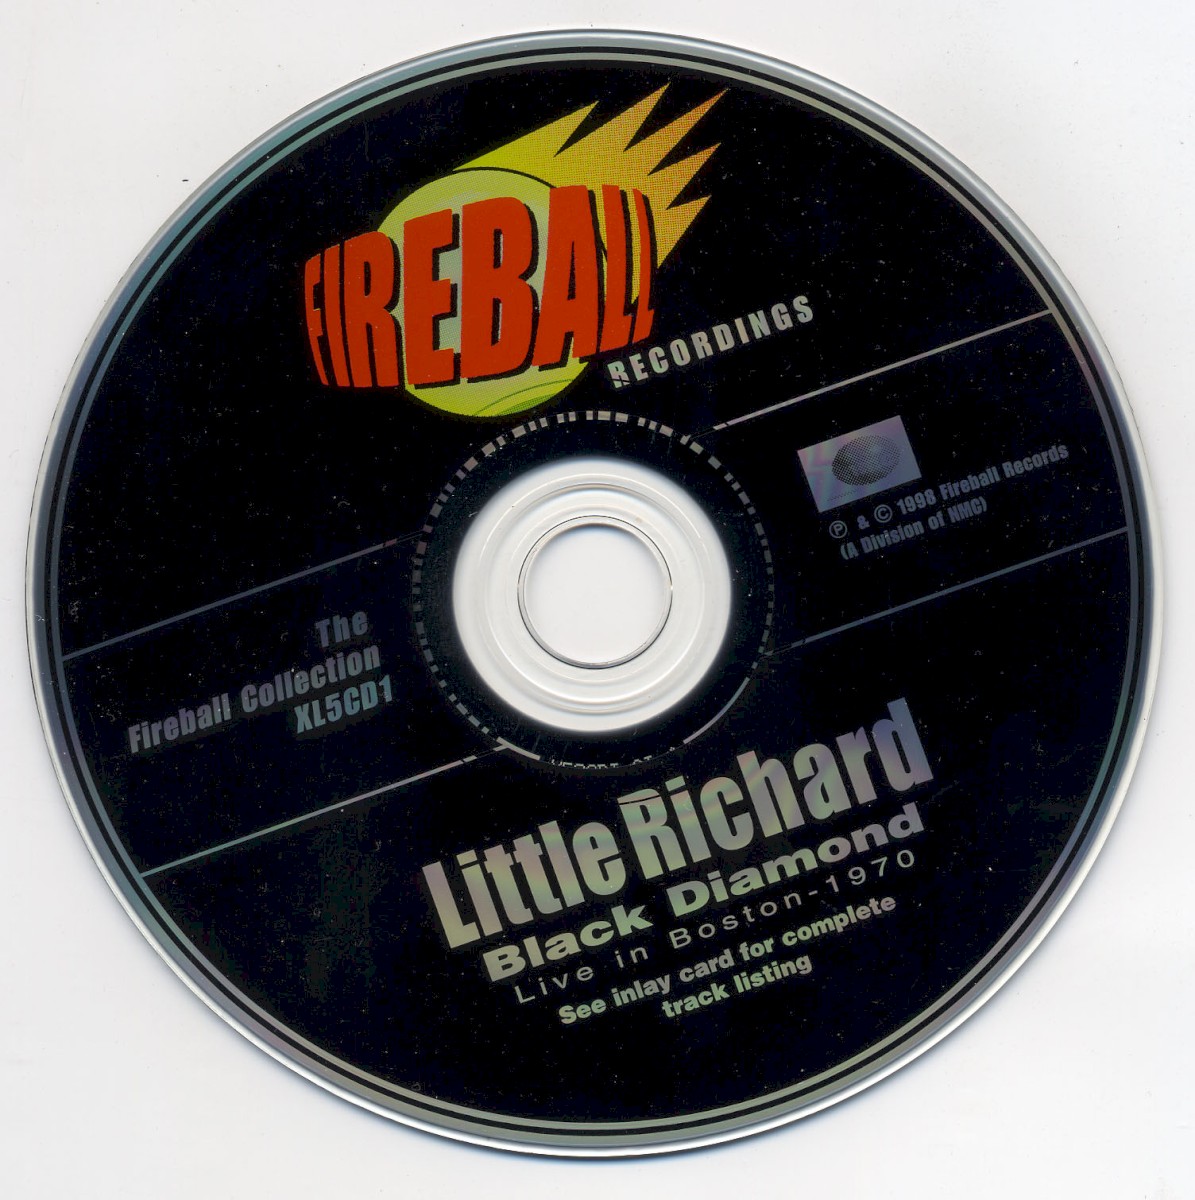 FIREBALL
RECORDINGS
℗ & © 1998 Fireball Records
(A Division of NMC)
The
Fireball Collection
XL5CD1
Little Richard
Black Diamond
Live in Boston - 1970
See inlay card for complete
track listing